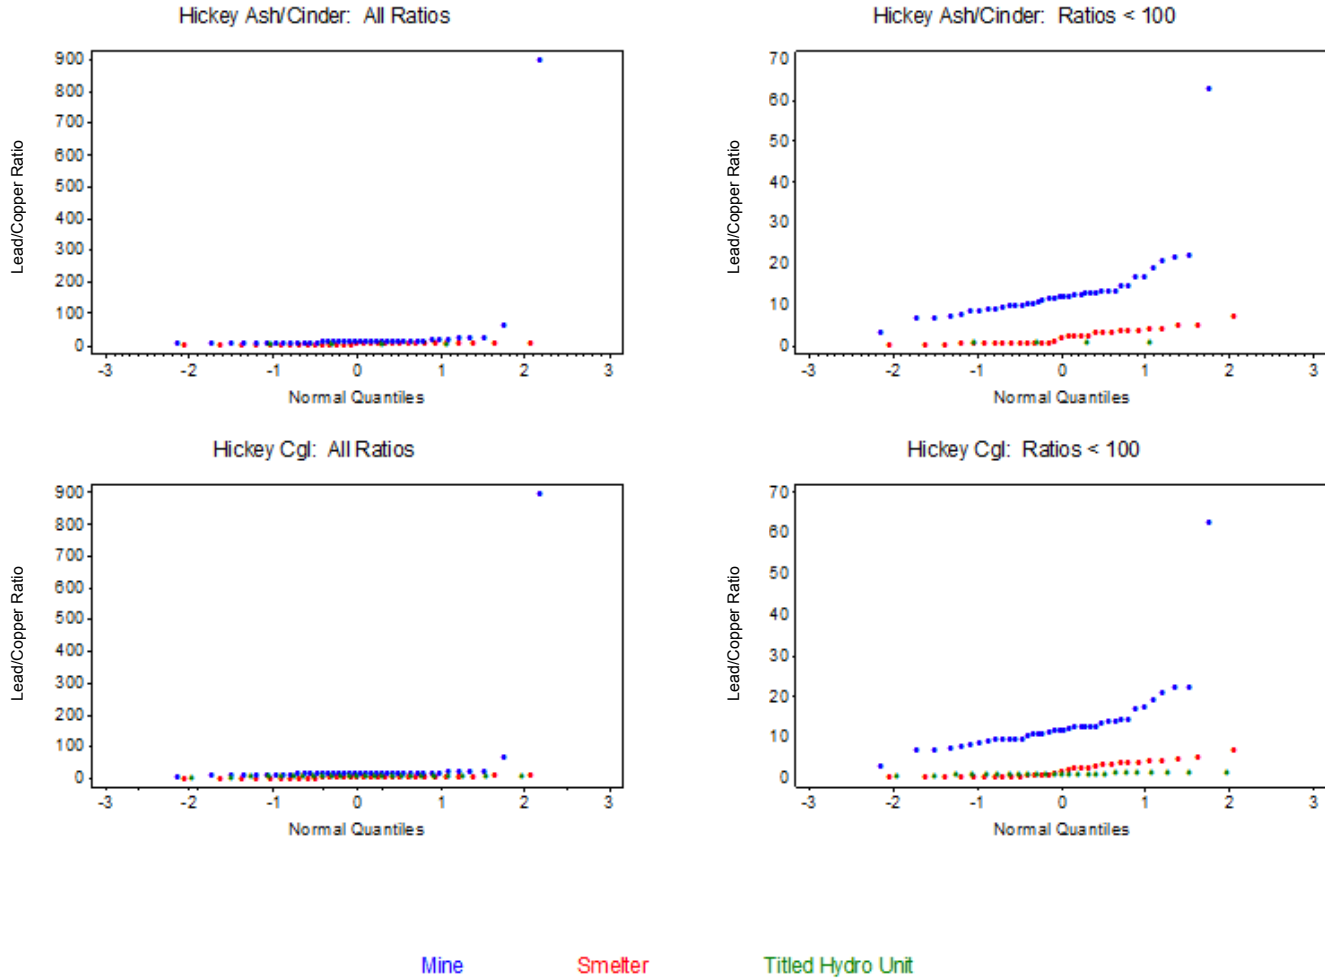 Hickey Ash/Cinder: All Ratios
Lead/Copper Ratio
900
800
700
600
500
400
300
200
100
0
-3 -2 -1 0 1 2 3
Normal Quantiles
Hickey Ash/Cinder: Ratios < 100
Lead/Copper Ratio
70
60
50
40
30
20
10
0
-3 -2 -1 0 1 2 3
Normal Quantiles
Hickey Cgl: All Ratios
Lead/Copper Ratio
900
800
700
600
500
400
300
200
100
0
-3 -2 -1 0 1 2 3
Normal Quantiles
Hickey Cgl: Ratios < 100
Lead/Copper Ratio
70
60
50
40
30
20
10
0
-3 -2 -1 0 1 2 3
Normal Quantiles
Mine Smelter Titled Hydro Unit